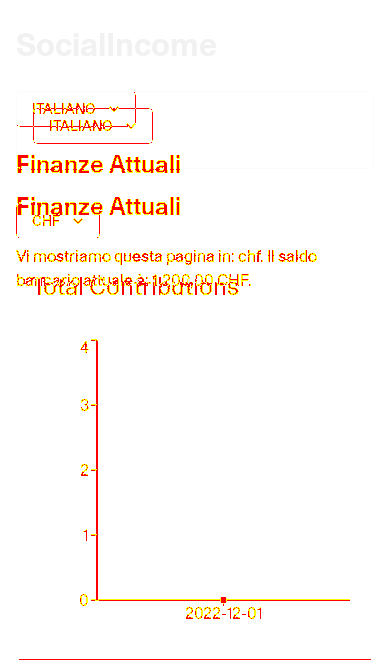 SocialIncome
ITALIANO
ITALIANO
Finanze Attuali
Finanze Attuali
CHF
Vi mostriamo questa pagina in: chf. Il saldo
bancario attuale è: 1.200,00 CHF.
Total Contributions
4
3
2
1
0
2022-12-01